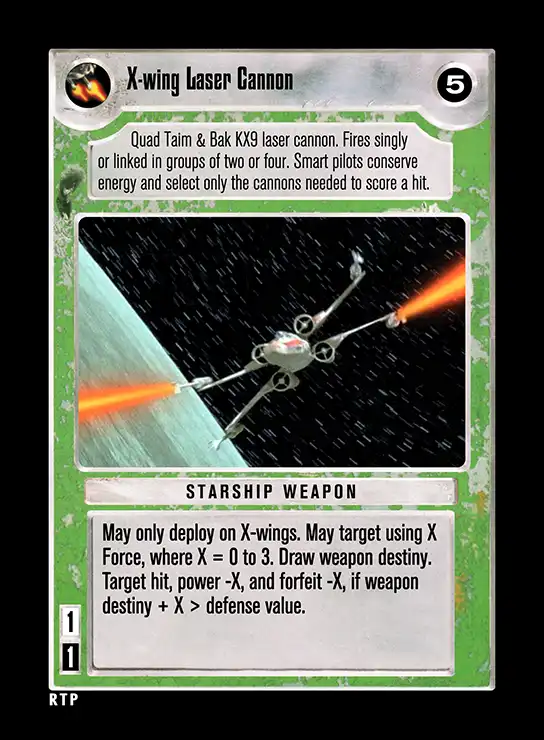 X-wing Laser Cannon
5
Quad Taim & Bak KX9 laser cannon. Fires singly
or linked in groups of two or four. Smart pilots conserve
energy and select only the cannons needed to score a hit.
STARSHIP WEAPON
May only deploy on X-wings. May target using X
Force, where X = 0 to 3. Draw weapon destiny.
Target hit, power -X, and forfeit -X, if weapon
destiny + X > defense value.
1
1
RTP